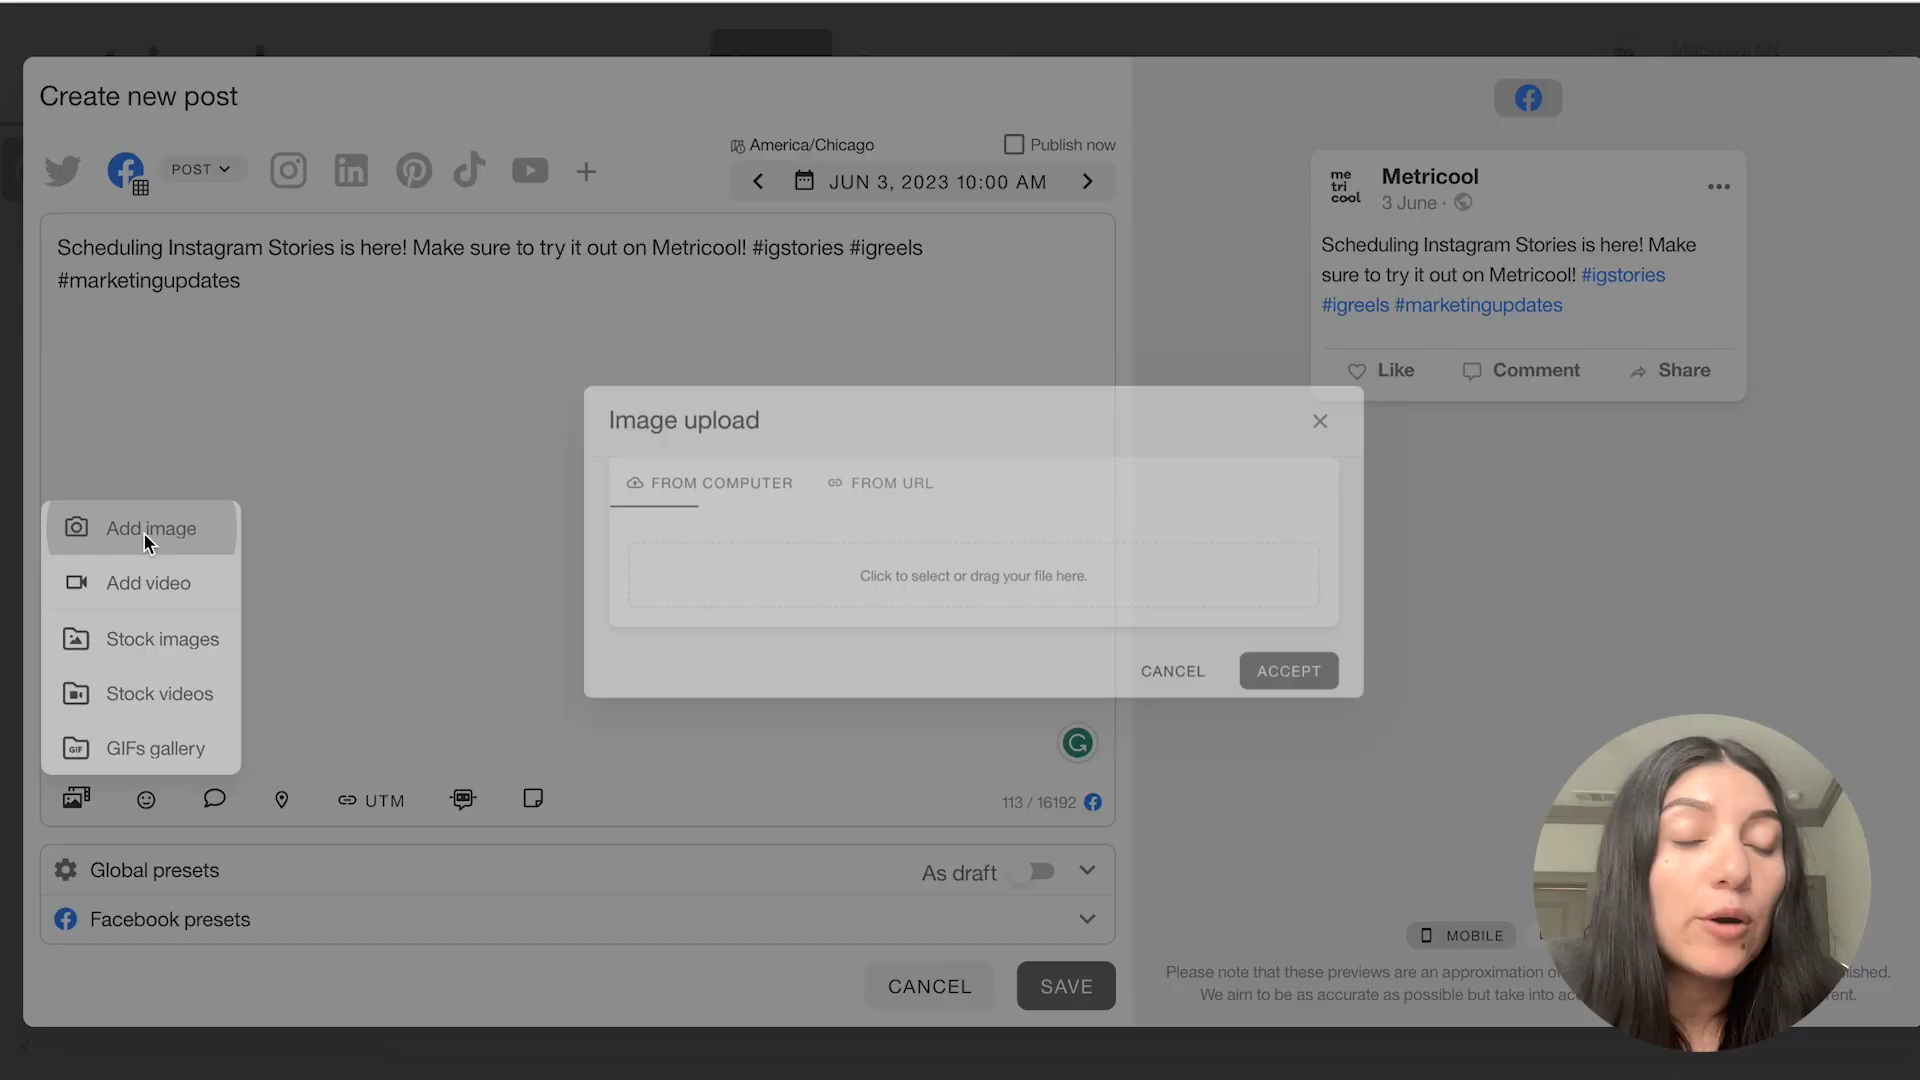 Create new post
America/Chicago
Publish now
POST
JUN 3, 2023 10:00 AM
Scheduling Instagram Stories is here! Make sure to try it out on Metricool! #igstories #igreels
#marketingupdates
me
tri
cool
Metricool
3 June ·
Scheduling Instagram Stories is here! Make
sure to try it out on Metricool! #igstories
#igreels #marketingupdates
Like
Comment
Share
Image upload
FROM COMPUTER
FROM URL
Click to select or drag your file here.
CANCEL
ACCEPT
Add image
Add video
Stock images
Stock videos
GIF
GIFs gallery
UTM
113 / 16192
Global presets
As draft
Facebook presets
CANCEL
SAVE
MOBILE
Please note that these previews are an approximation
We aim to be as accurate as possible but take into